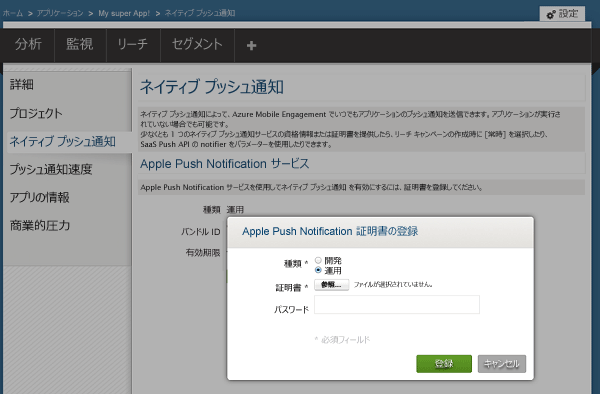 ホーム > アプリケーション > My super App! > ネイティブ プッシュ通知
設定
分析 監視 リーチ セグメント +
詳細
プロジェクト
ネイティブ プッシュ通知
プッシュ通知速度
アプリの情報
商業的圧力
ネイティブ プッシュ通知
ネイティブ プッシュ通知によって、Azure Mobile Engagement でいつでもアプリケーションのプッシュ通知を送信できます。アプリケーションが実行さ
れていない場合でも可能です。
少なくとも 1 つのネイティブ プッシュ通知サービスの資格情報または証明書を提供したら、リーチ キャンペーンの作成時に [常時] を選択したり、
SaaS Push API の notifier をパラメーターを使用したりできます。
Apple Push Notification サービス
Apple Push Notification サービスを使用してネイティブ プッシュ通知 を有効にするには、証明書を登録してください。
種類 運用
バンドル ID
有効期限
Apple Push Notification 証明書の登録
種類 * 開発
運用
証明書 * 参照... ファイルが選択されていません。
パスワード
* 必須フィールド
登録 キャンセル